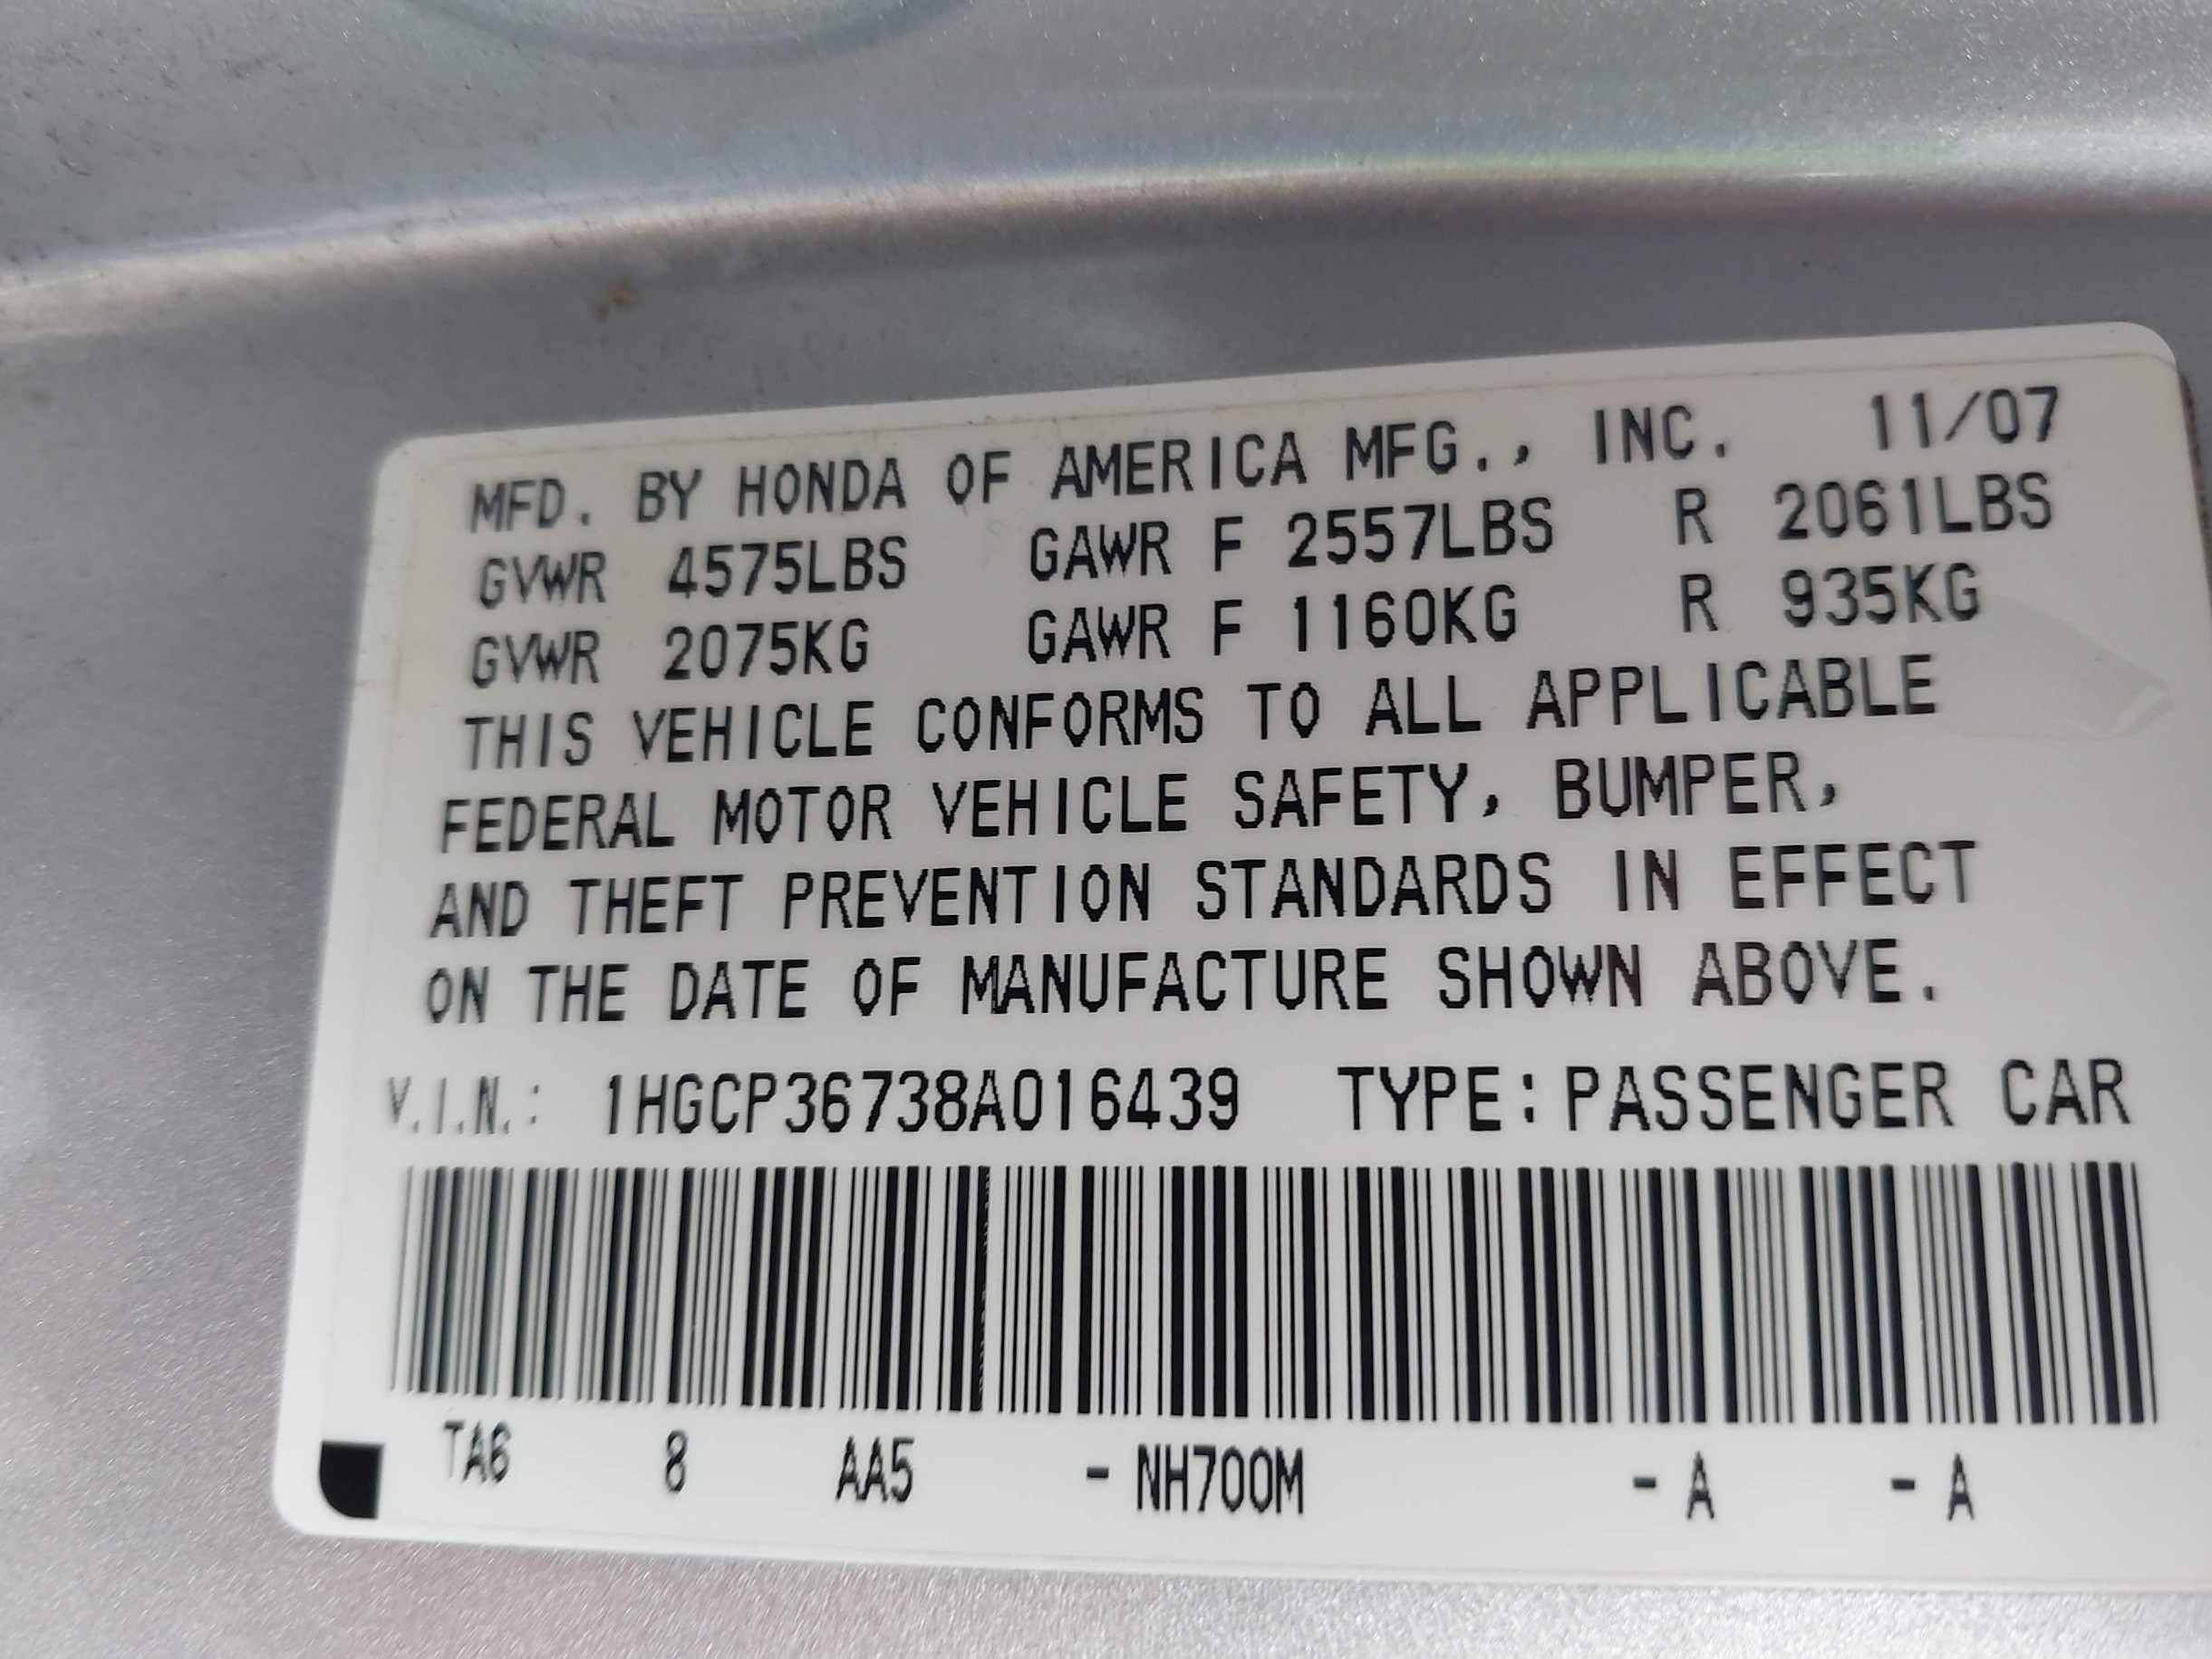 MFD. BY HONDA OF AMERICA MFG., INC. 11/07
GVWR 4575LBS GAWR F 2557LBS R 2061LBS
GVWR 2075KG GAWR F 1160KG R 935KG
THIS VEHICLE CONFORMS TO ALL APPLICABLE
FEDERAL MOTOR VEHICLE SAFETY, BUMPER,
AND THEFT PREVENTION STANDARDS IN EFFECT
ON THE DATE OF MANUFACTURE SHOWN ABOVE.
V.I.N.: 1HGCP36738A016439 TYPE: PASSENGER CAR
TA6 8 AA5 - NH700M - A - A